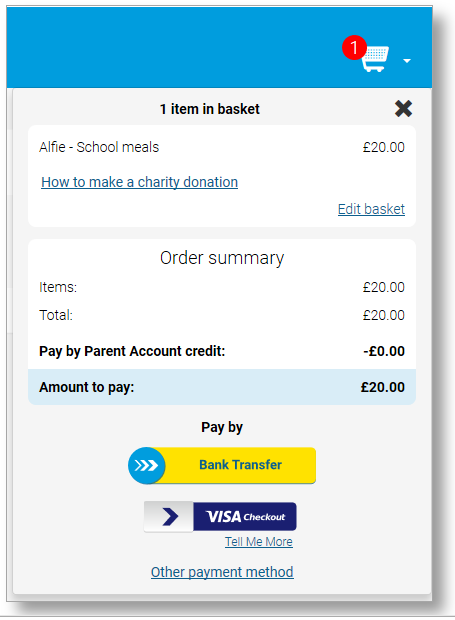 1
1 item in basket
Alfie - School meals £20.00
How to make a charity donation
Edit basket
Order summary
Items: £20.00
Total: £20.00
Pay by Parent Account credit: -£0.00
Amount to pay: £20.00
Pay by
Bank Transfer
VISA Checkout
Tell Me More
Other payment method